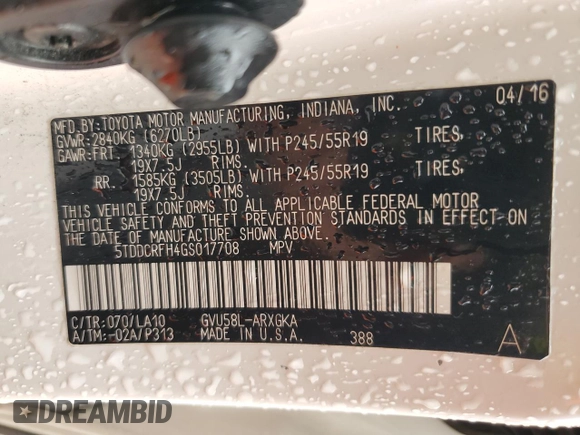 MFD.BY:TOYOTA MOTOR MANUFACTURING, INDIANA, INC. 04/16
GVWR:2840KG (6270LB)
GAWR:FRT 1340KG (2955LB) WITH P245/55R19 TIRES,
19X7.5J RIMS.
RR 1585KG (3505LB) WITH P245/55R19 TIRES,
19X7.5J RIMS.
THIS VEHICLE CONFORMS TO ALL APPLICABLE FEDERAL MOTOR
VEHICLE SAFETY AND THEFT PREVENTION STANDARDS IN EFFECT ON
THE DATE OF MANUFACTURE SHOWN ABOVE.
5TDDCRFH4GS017708 MPV
C/TR:070/LA10 GVU58L-ARXGKA
A/TM:-02A/P313 MADE IN U.S.A. 388 A
DREAMBID